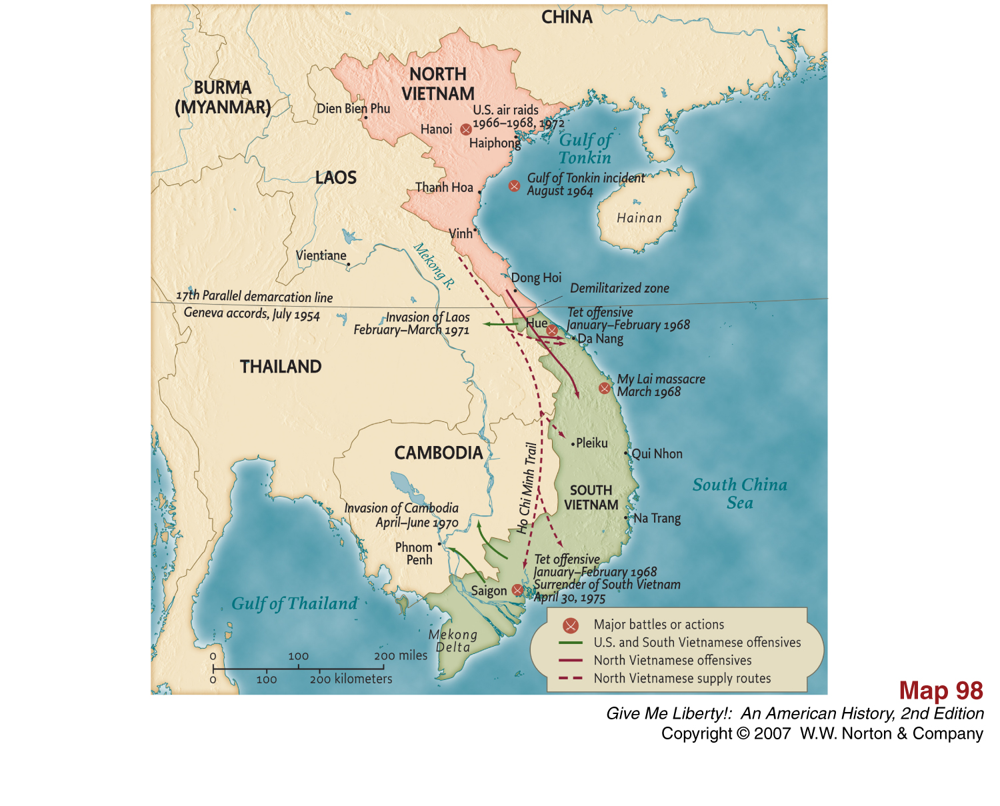 CHINA
NORTH
VIETNAM
BURMA
(MYANMAR)
Dien Bien Phu
U.S. air raids
1966–1968, 1972
Hanoi
Haiphong
Gulf of
Tonkin
LAOS
Thanh Hoa
Gulf of Tonkin incident
August 1964
Hainan
Vinh
Mekong R.
Vientiane
Dong Hoi
Demilitarized zone
17th Parallel demarcation line
Geneva accords, July 1954
Invasion of Laos
February–March 1971
Hue
Tet offensive
January–February 1968
Da Nang
THAILAND
My Lai massacre
March 1968
CAMBODIA
Pleiku
Qui Nhon
Ho Chi Minh Trail
SOUTH
VIETNAM
South China
Sea
Invasion of Cambodia
April–June 1970
Na Trang
Phnom
Penh
Tet offensive
January–February 1968
Surrender of South Vietnam
April 30, 1975
Saigon
Gulf of Thailand
Mekong
Delta
0 100 200 miles
0 100 200 kilometers
Major battles or actions
U.S. and South Vietnamese offensives
North Vietnamese offensives
North Vietnamese supply routes
Map 98
Give Me Liberty!: An American History, 2nd Edition
Copyright © 2007 W.W. Norton & Company